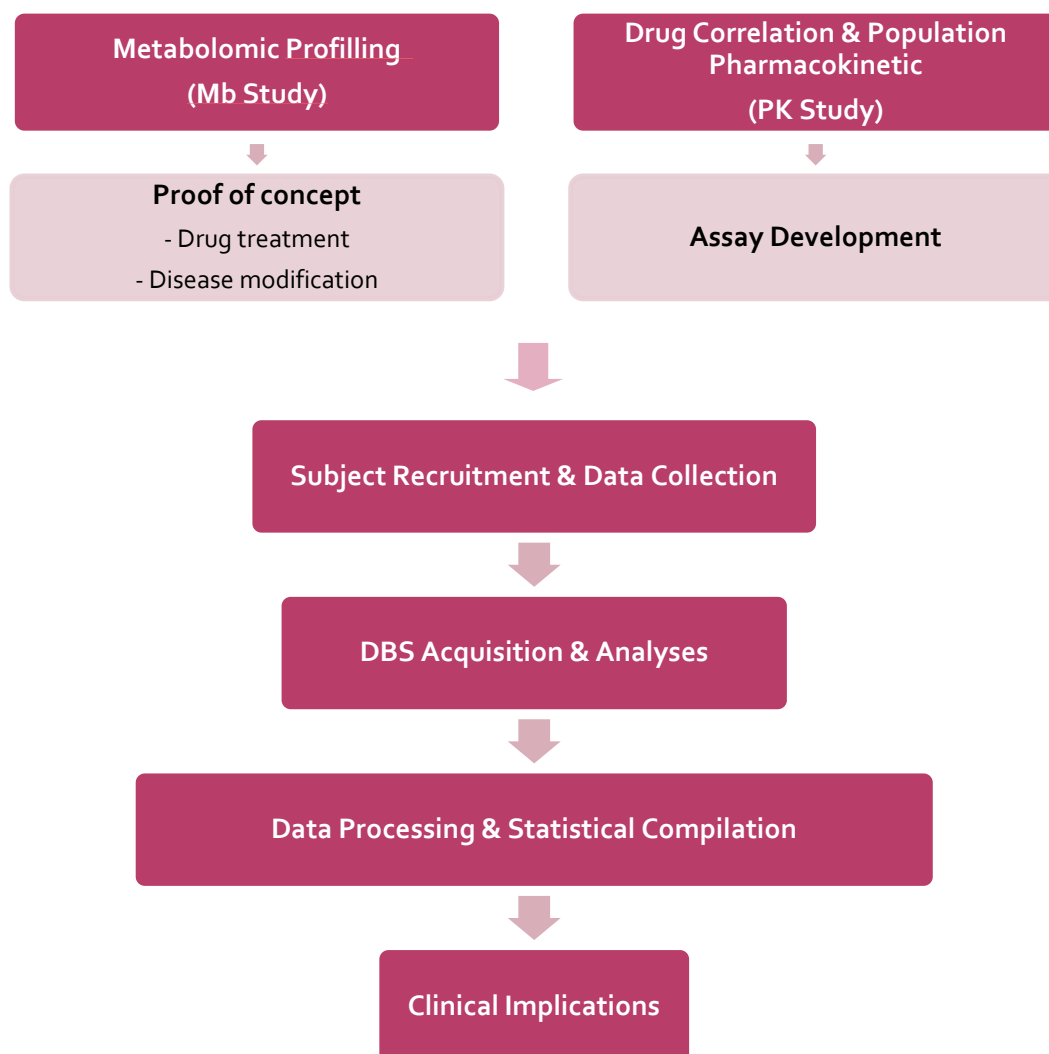 Metabolomic Profilling
(Mb Study)
Drug Correlation & Population
Pharmacokinetic
(PK Study)
Proof of concept
- Drug treatment
- Disease modification
Assay Development
Subject Recruitment & Data Collection
DBS Acquisition & Analyses
Data Processing & Statistical Compilation
Clinical Implications